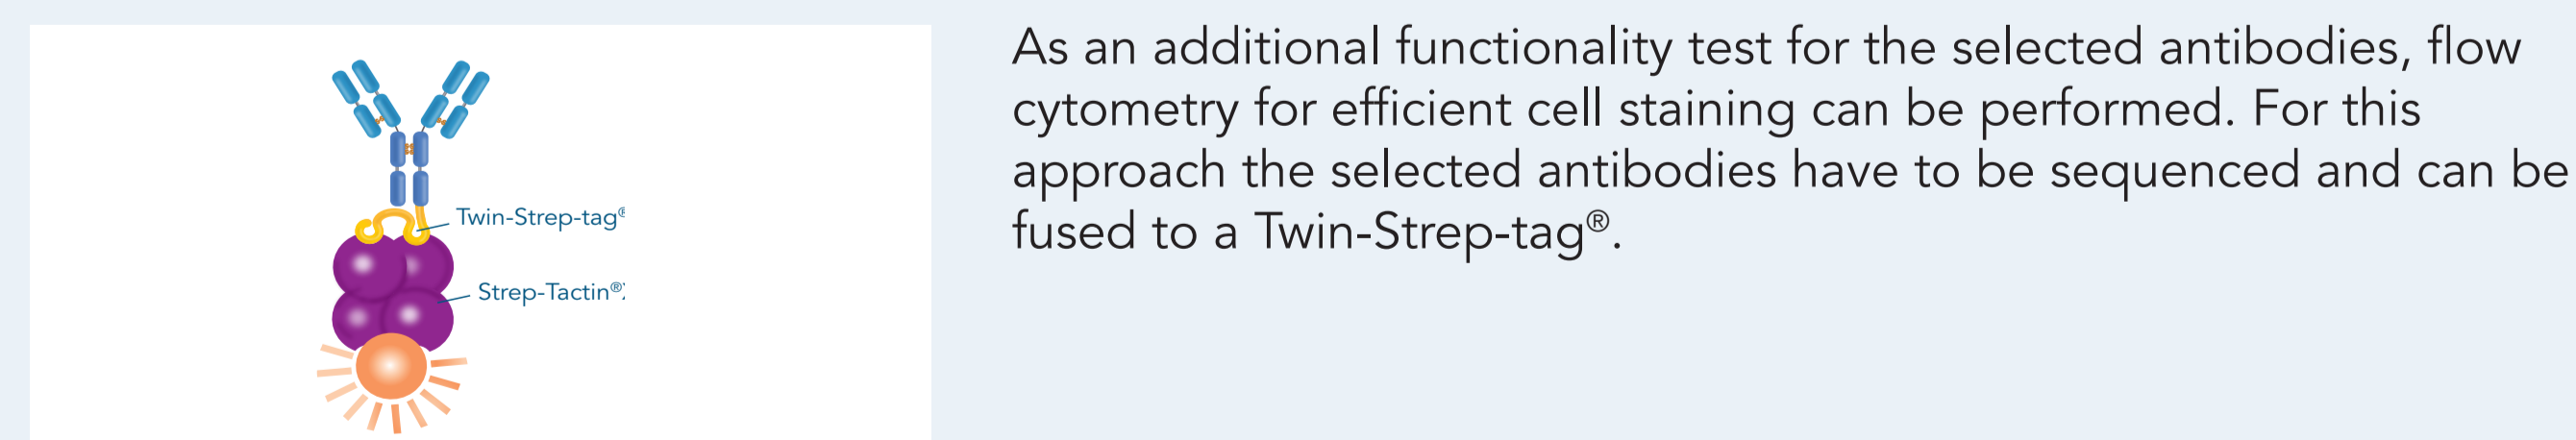 Twin-Strep-tag®
Strep-Tactin®
As an additional functionality test for the selected antibodies, flow
cytometry for efficient cell staining can be performed. For this
approach the selected antibodies have to be sequenced and can be
fused to a Twin-Strep-tag®.